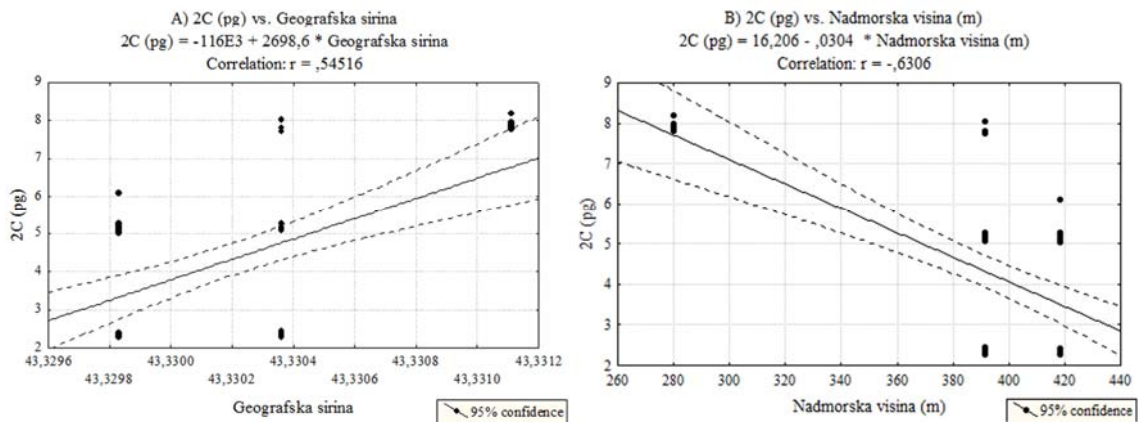 A) 2C (pg) vs. Geografska sirina
2C (pg) = -116E3 + 2698,6 * Geografska sirina
Correlation: r = ,54516
9
8
7
6
5
4
3
2
2C (pg)
43,3296
43,3300
43,3304
43,3308
43,3312
43,3298
43,3302
43,3306
43,3310
Geografska sirina
95% confidence
B) 2C (pg) vs. Nadmorska visina (m)
2C (pg) = 16,206 - ,0304 * Nadmorska visina (m)
Correlation: r = -,6306
9
8
7
6
5
4
3
2
2C (pg)
260
280
300
320
340
360
380
400
420
440
Nadmorska visina (m)
95% confidence